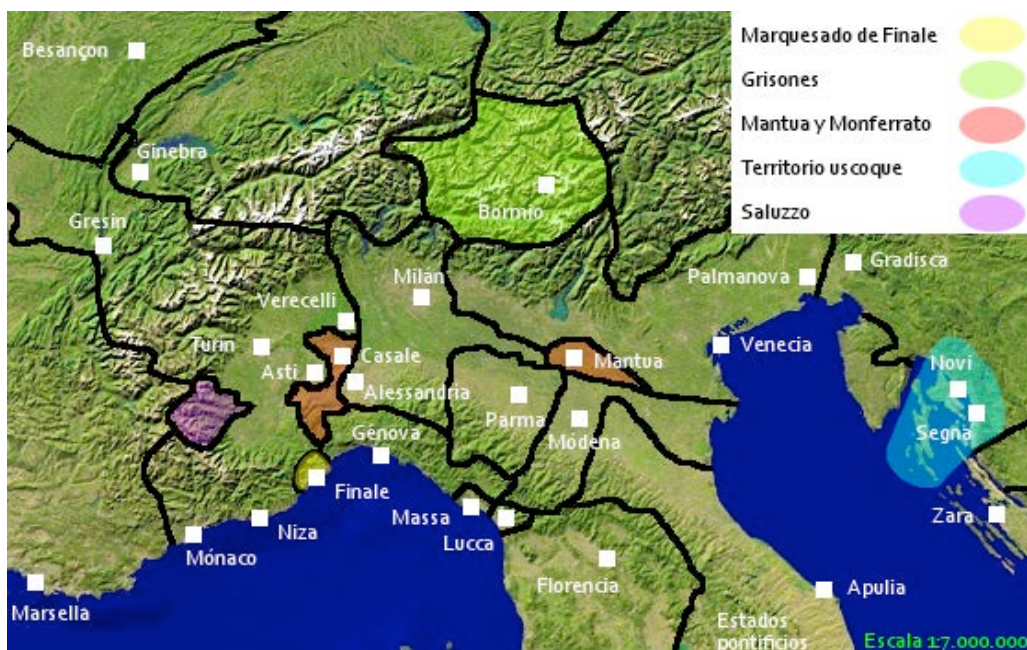 Besançon
Marquesado de Finale
Grisones
Mantua y Monferrato
Territorio uscoque
Saluzzo
Ginebra
Bormio
Gresin
Gradisca
Palmanova
Milán
Verecelli
Turín
Casale
Mantua
Venecia
Asti
Alessandria
Novi
Parma
Módena
Segna
Génova
Finale
Massa
Lucca
Niza
Mónaco
Zara
Florencia
Marsella
Apulia
Estados
pontificios
Escala 1:7.000.000